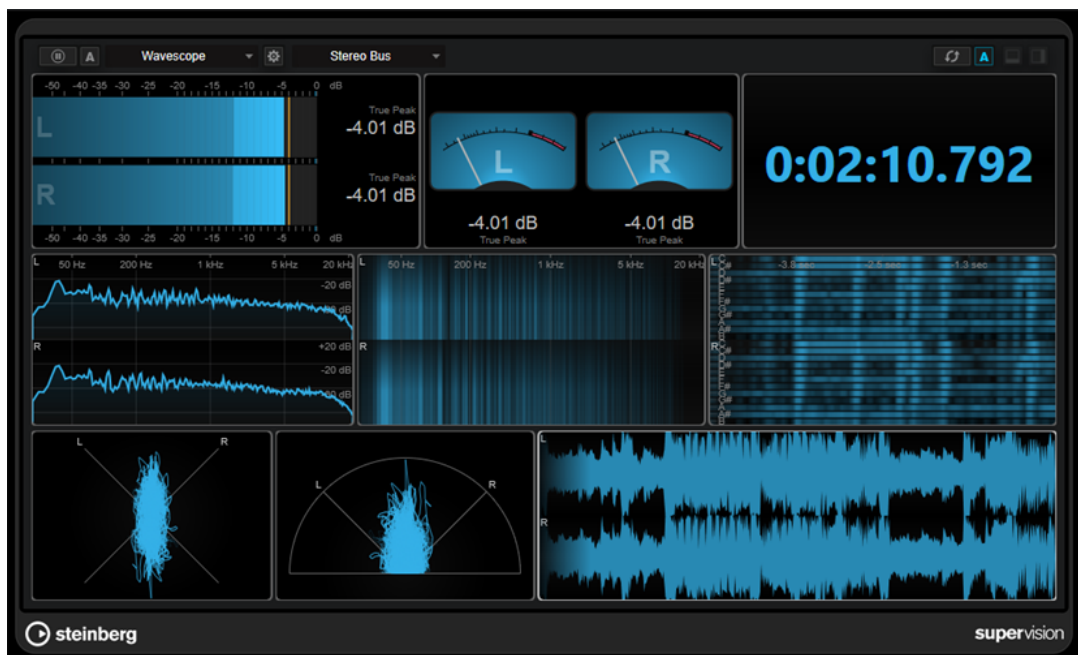 A Wavescope Stereo Bus A
-50 -40 -35 -30 -25 -20 -15 -10 -5 0 dB
True Peak
-4.01 dB
L
True Peak
-4.01 dB
R
-50 -40 -35 -30 -25 -20 -15 -10 -5 0 dB
L R
-4.01 dB -4.01 dB
True Peak True Peak
0:02:10.792
L 50 Hz 200 Hz 1 kHz 5 kHz 20 kHz
-20 dB
R +20 dB
-20 dB
L 50 Hz 200 Hz 1 kHz 5 kHz 20 kHz
R
L -3.8 sec -2.5 sec -1.3 sec
R
L R
L R
L
R
steinberg supervision